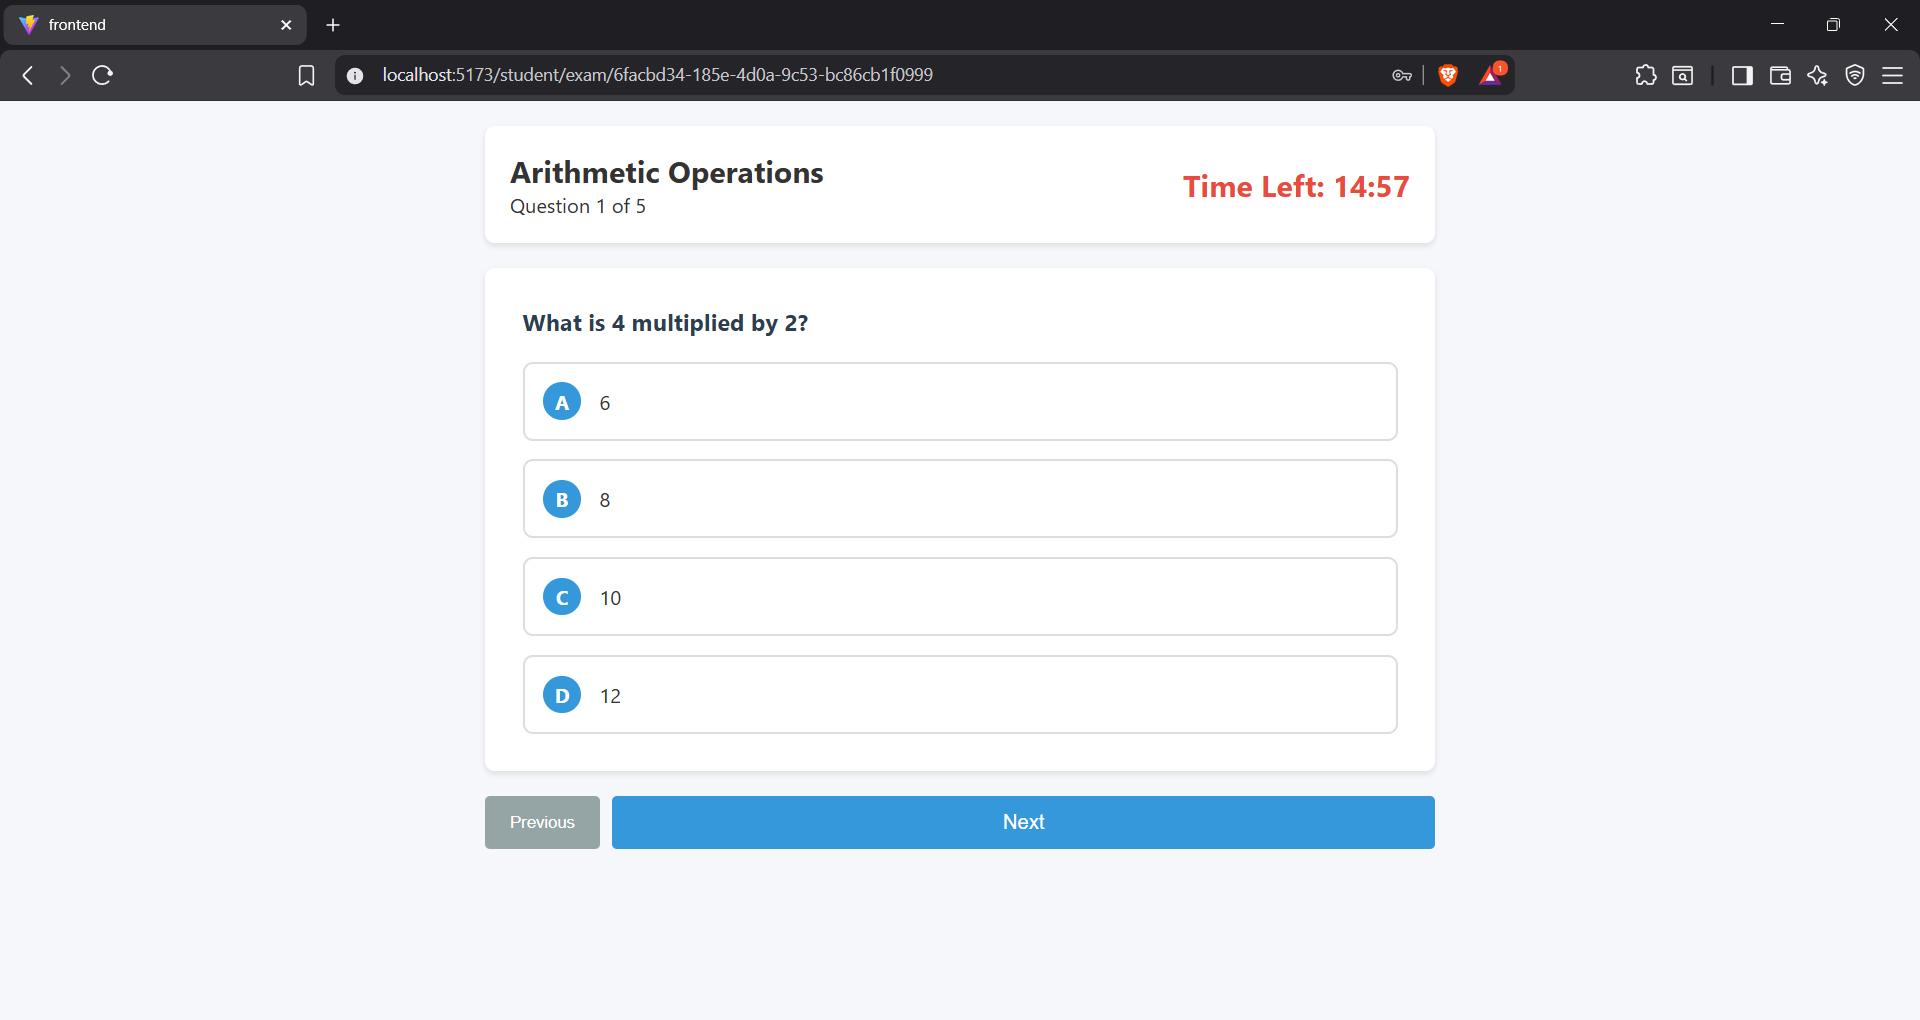 frontend
localhost:5173/student/exam/6facbd34-185e-4d0a-9c53-bc86cb1f0999
1
Arithmetic Operations
Question 1 of 5
Time Left: 14:57
What is 4 multiplied by 2?
A 6
B 8
C 10
D 12
Previous
Next